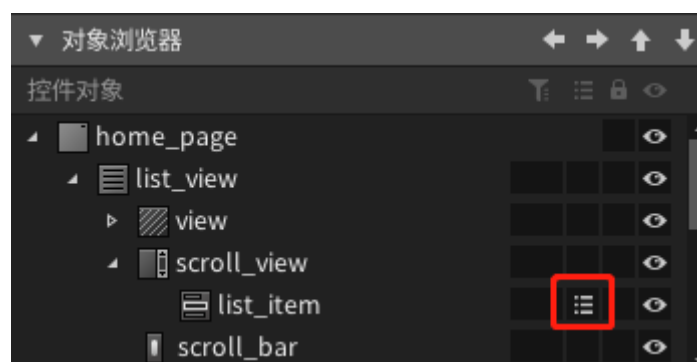 对象浏览器
控件对象
home_page
list_view
view
scroll_view
list_item
scroll_bar